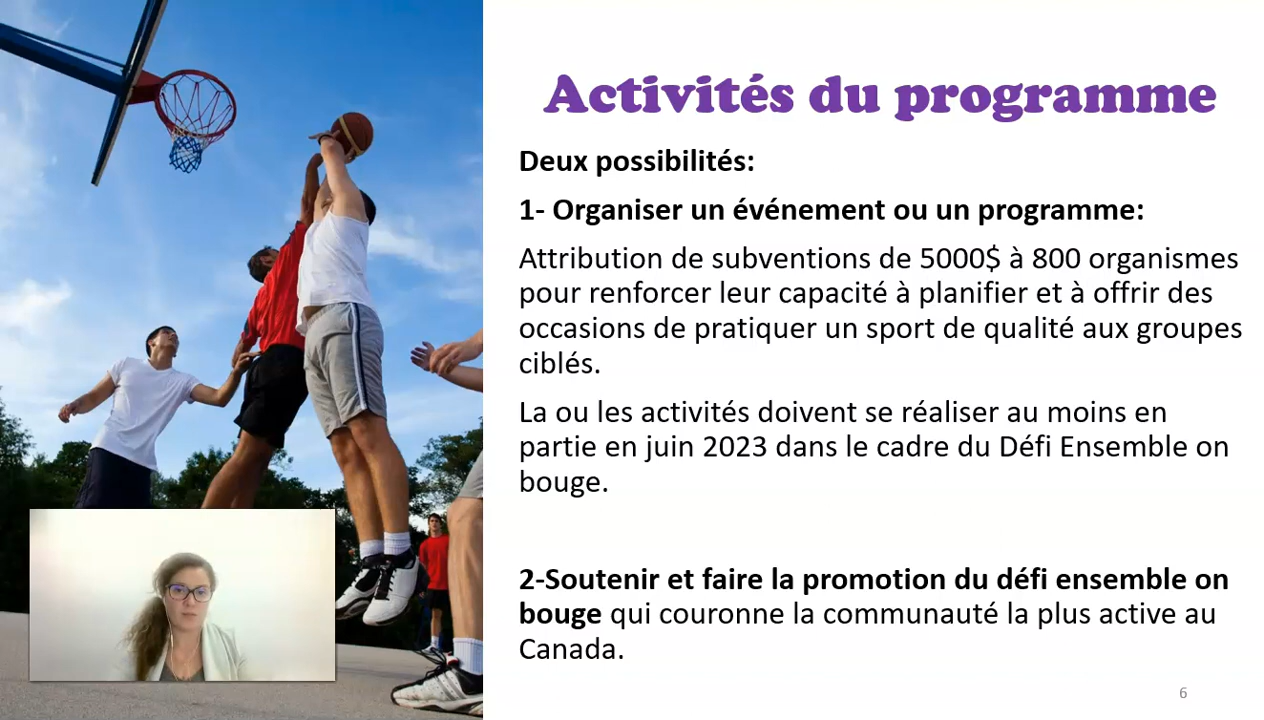 Activités du programme
Deux possibilités:
1- Organiser un événement ou un programme:
Attribution de subventions de 5000$ à 800 organismes
pour renforcer leur capacité à planifier et à offrir des
occasions de pratiquer un sport de qualité aux groupes
ciblés.
La ou les activités doivent se réaliser au moins en
partie en juin 2023 dans le cadre du Défi Ensemble on
bouge.
2-Soutenir et faire la promotion du défi ensemble on
bouge qui couronne la communauté la plus active au
Canada.
6